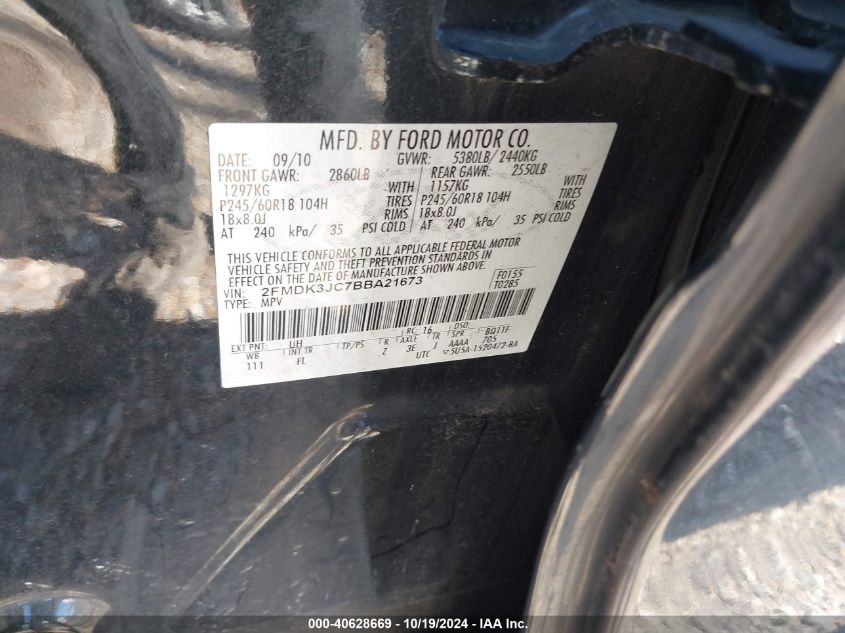 MFD. BY FORD MOTOR CO.
DATE: 09/10 GVWR: 5380LB/ 2440KG
FRONT GAWR: 2860LB REAR GAWR: 2550LB
1297KG WITH 1157KG WITH
P245/60R18 104H TIRES P245/60R18 104H TIRES
18x8.0J RIMS 18x8.0J RIMS
AT 240 kPa/ 35 PSI COLD AT 240 kPa/ 35 PSI COLD
THIS VEHICLE CONFORMS TO ALL APPLICABLE FEDERAL MOTOR
VEHICLE SAFETY AND THEFT PREVENTION STANDARDS IN
EFFECT ON THE DATE OF MANUFACTURE SHOWN ABOVE.
VIN: 2FMDK3JC7BBA21673 F0155
TYPE: MPV T0285
EXT PNT: UH RC: 16 DSO:
WB INT TR TP/PS R AXLE TR SPR BQ11F
111 FL Z 3E J AAAA 705
UTC 5U5A-1520472-BA
000-40628669 - 10/19/2024 - IAA Inc.